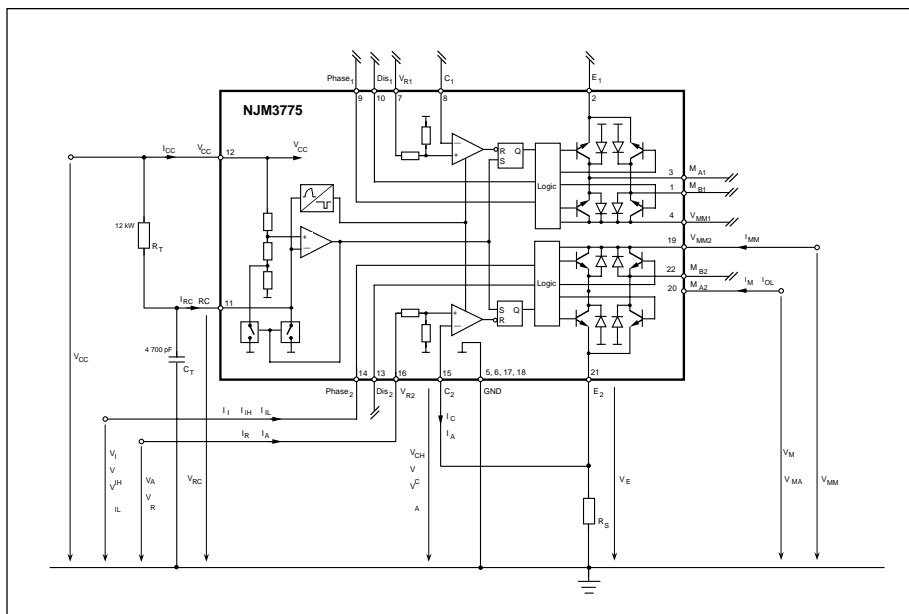 Phase1 Dis1 VR1 C1 E1
9 10 7 8 2
NJM3775
ICC VCC 12 VCC
R Q
S
Logic
3 MA1
1 MB1
4 VMM1
12 kW
RT
+
−
19 VMM2 IMM
Logic
22 MB2
20 MA2 IM IOL
IRC RC 11
S Q
R
VCC
4 700 pF
CT
14 13 16 15 5, 6, 17, 18 21
Phase2 Dis2 VR2 C2 GND E2
II IIH IIL
IR IA
IC
IA
VI
V
VIH
IL
VA
V
R
VRC
VCH
V
VC
A
VE
RS
VM
VMA
VMM